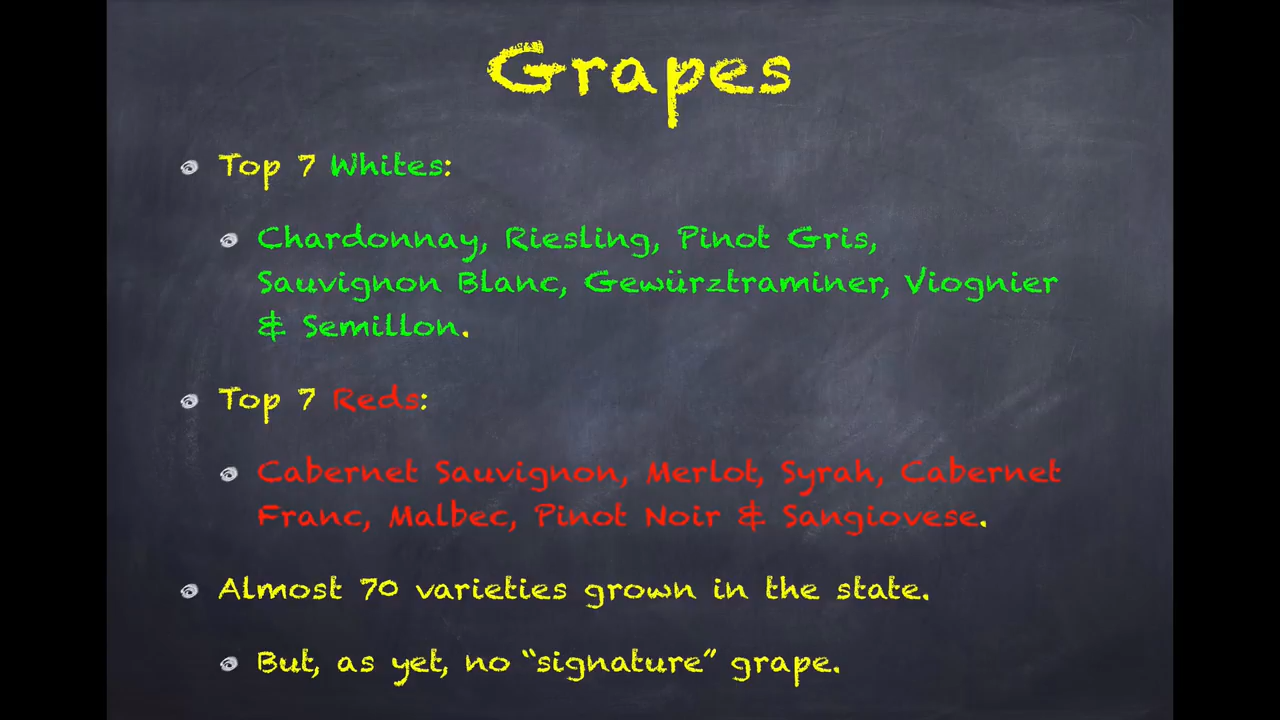 Grapes
Top 7 Whites:
Chardonnay, Riesling, Pinot Gris,
Sauvignon Blanc, Gewürztraminer, Viognier
& Semillon.
Top 7 Reds:
Cabernet Sauvignon, Merlot, Syrah, Cabernet
Franc, Malbec, Pinot Noir & Sangiovese.
Almost 70 varieties grown in the state.
But, as yet, no “signature” grape.